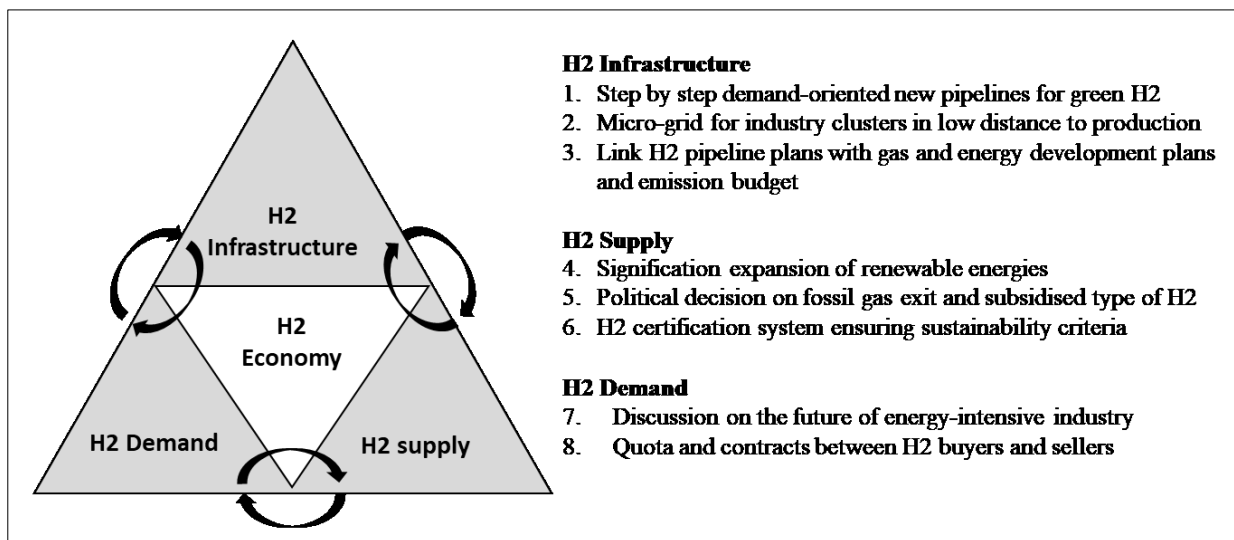 H2
Infrastructure
H2
Economy
H2 Demand
H2 supply
H2 Infrastructure
1. Step by step demand-oriented new pipelines for green H2
2. Micro-grid for industry clusters in low distance to production
3. Link H2 pipeline plans with gas and energy development plans
and emission budget
H2 Supply
4. Signification expansion of renewable energies
5. Political decision on fossil gas exit and subsidised type of H2
6. H2 certification system ensuring sustainability criteria
H2 Demand
7. Discussion on the future of energy-intensive industry
8. Quota and contracts between H2 buyers and sellers